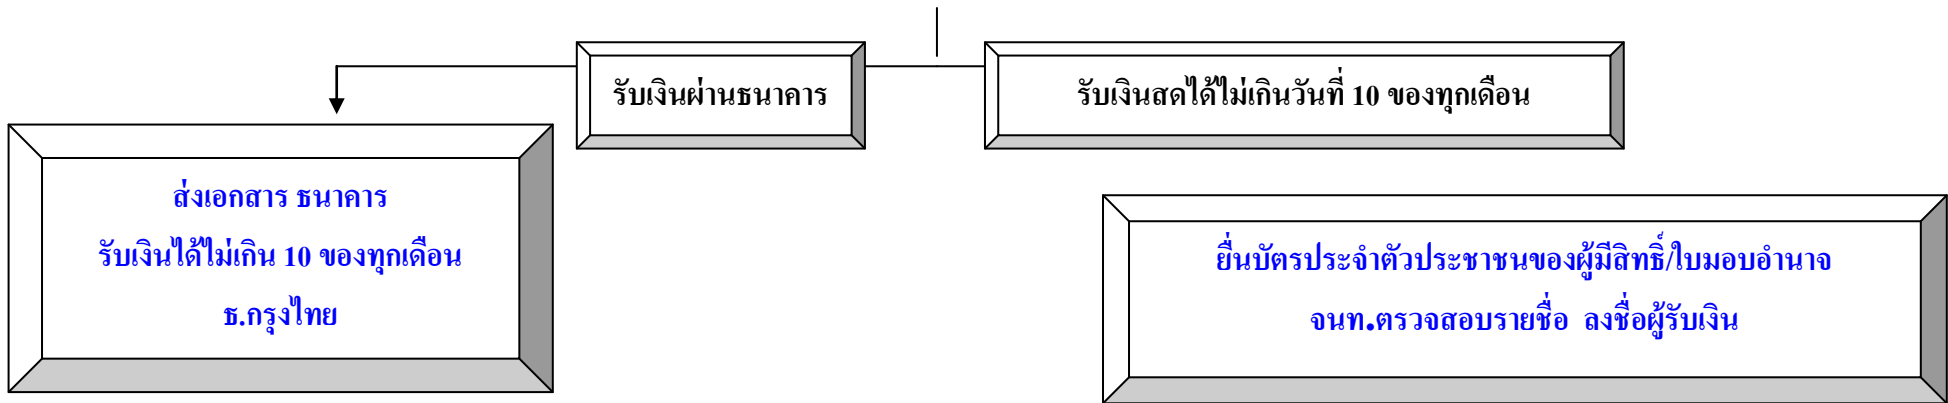 รับเงินผ่านธนาคาร
รับเงินสดได้ไม่เกินวันที่ 10 ของทุกเดือน
ส่งเอกสาร ธนาคาร
รับเงินได้ไม่เกิน 10 ของทุกเดือน
ธ.กรุงไทย
ยื่นบัตรประจำตัวประชาชนของผู้มีสิทธิ์/ใบมอบอำนาจ
จนท.ตรวจสอบรายชื่อ ลงชื่อผู้รับเงิน